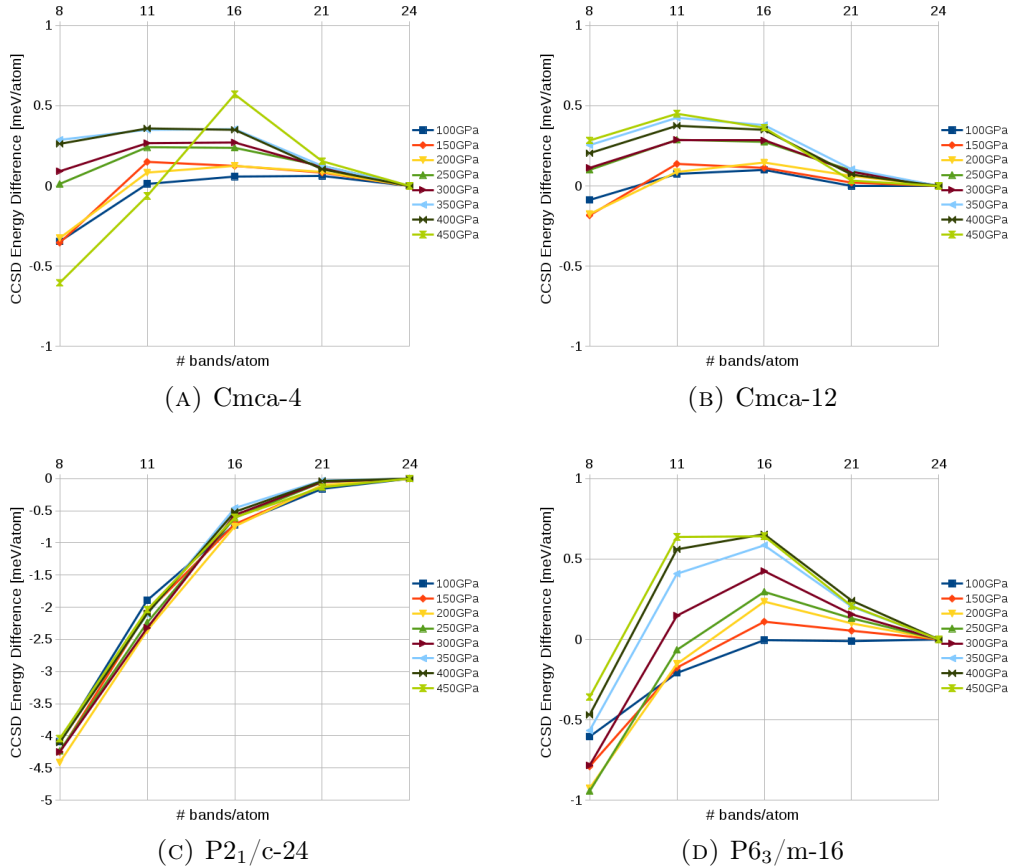 8 11 16 21 24
1
0.5
0
-0.5
-1
CCSD Energy Difference [meV/atom]
# bands/atom
100GPa
150GPa
200GPa
250GPa
300GPa
350GPa
400GPa
450GPa
(A) Cmca-4
8 11 16 21 24
1
0.5
0
-0.5
-1
CCSD Energy Difference [meV/atom]
# bands/atom
100GPa
150GPa
200GPa
250GPa
300GPa
350GPa
400GPa
450GPa
(B) Cmca-12
8 11 16 21 24
0
-0.5
-1
-1.5
-2
-2.5
-3
-3.5
-4
-4.5
-5
CCSD Energy Difference [meV/atom]
# bands/atom
100GPa
150GPa
200GPa
250GPa
300GPa
350GPa
400GPa
450GPa
(C) P2₁/c-24
8 11 16 21 24
1
0.5
0
-0.5
-1
CCSD Energy Difference [meV/atom]
# bands/atom
100GPa
150GPa
200GPa
250GPa
300GPa
350GPa
400GPa
450GPa
(D) P6₃/m-16